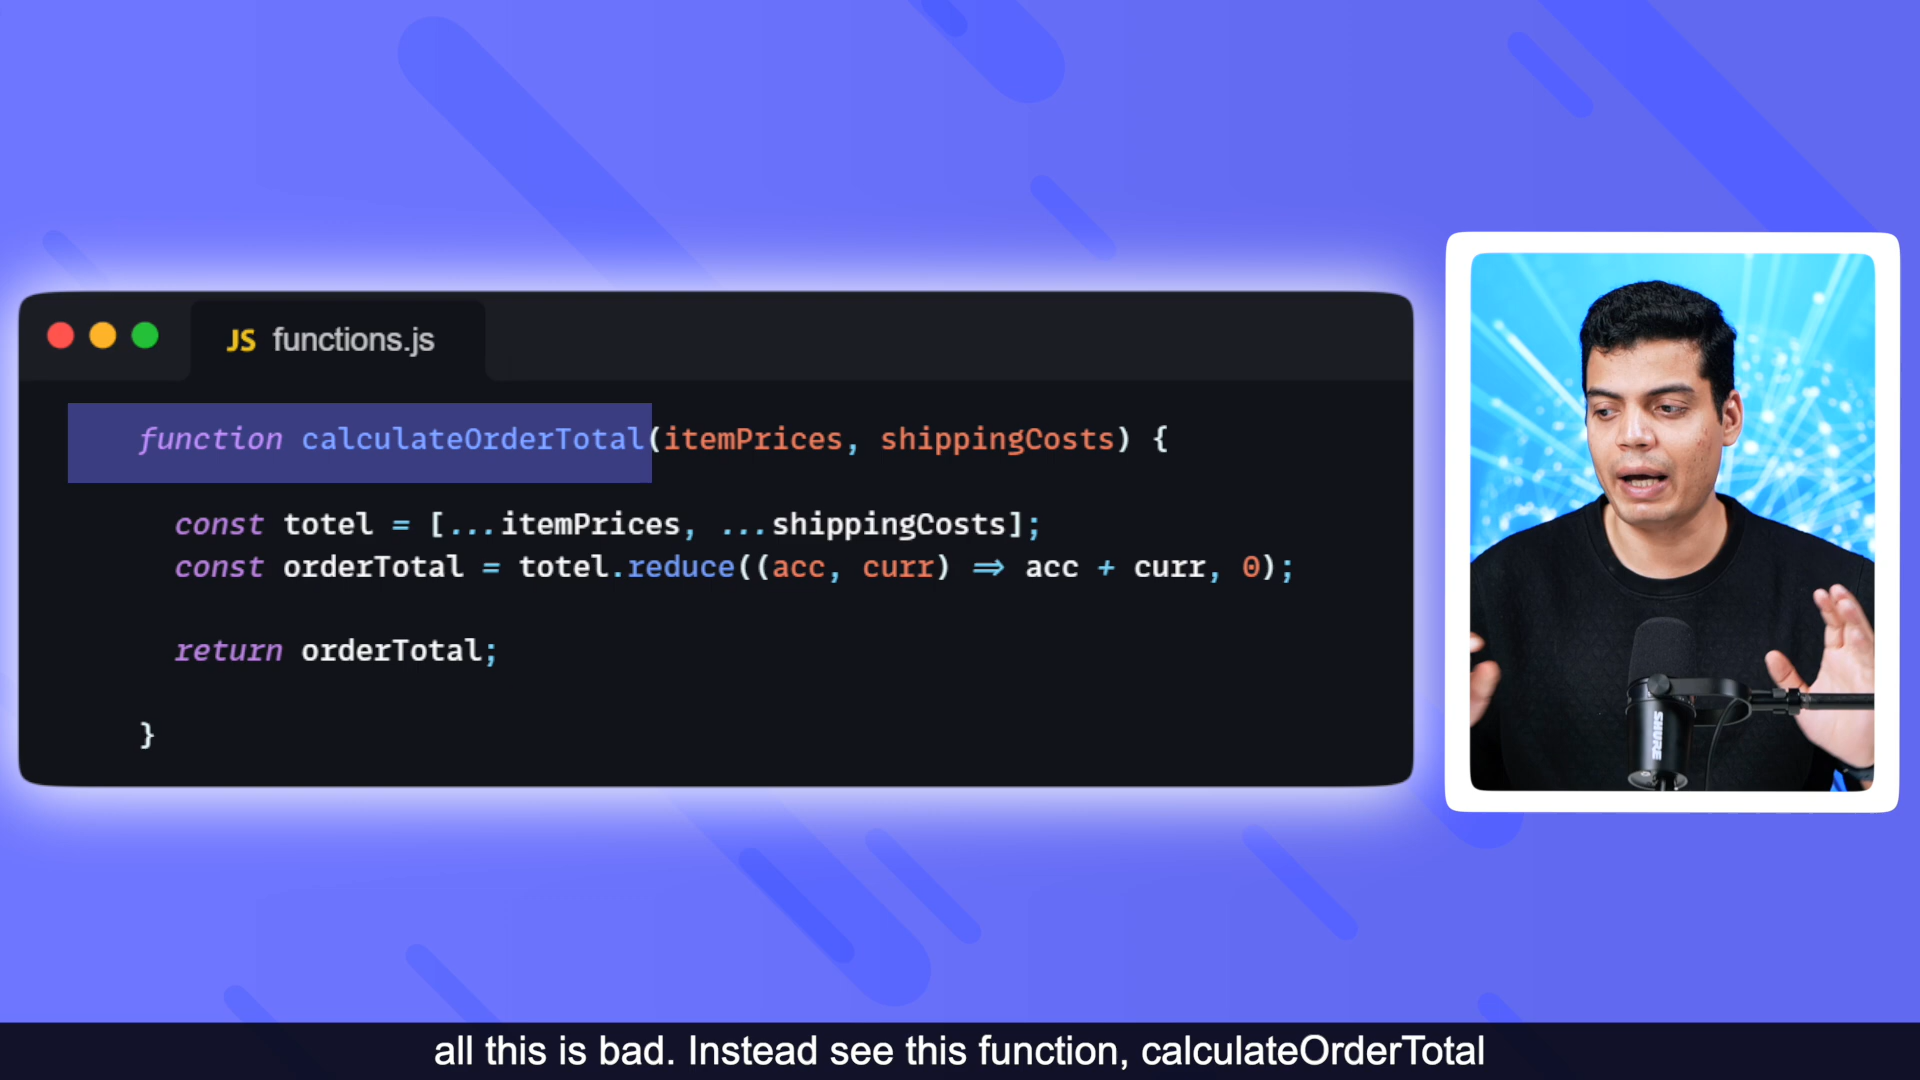 JS functions.js
function calculateOrderTotal(itemPrices, shippingCosts) {
const totel = [...itemPrices, ...shippingCosts];
const orderTotal = totel.reduce((acc, curr) => acc + curr, 0);
return orderTotal;
}
SHURE
all this is bad. Instead see this function, calculateOrderTotal